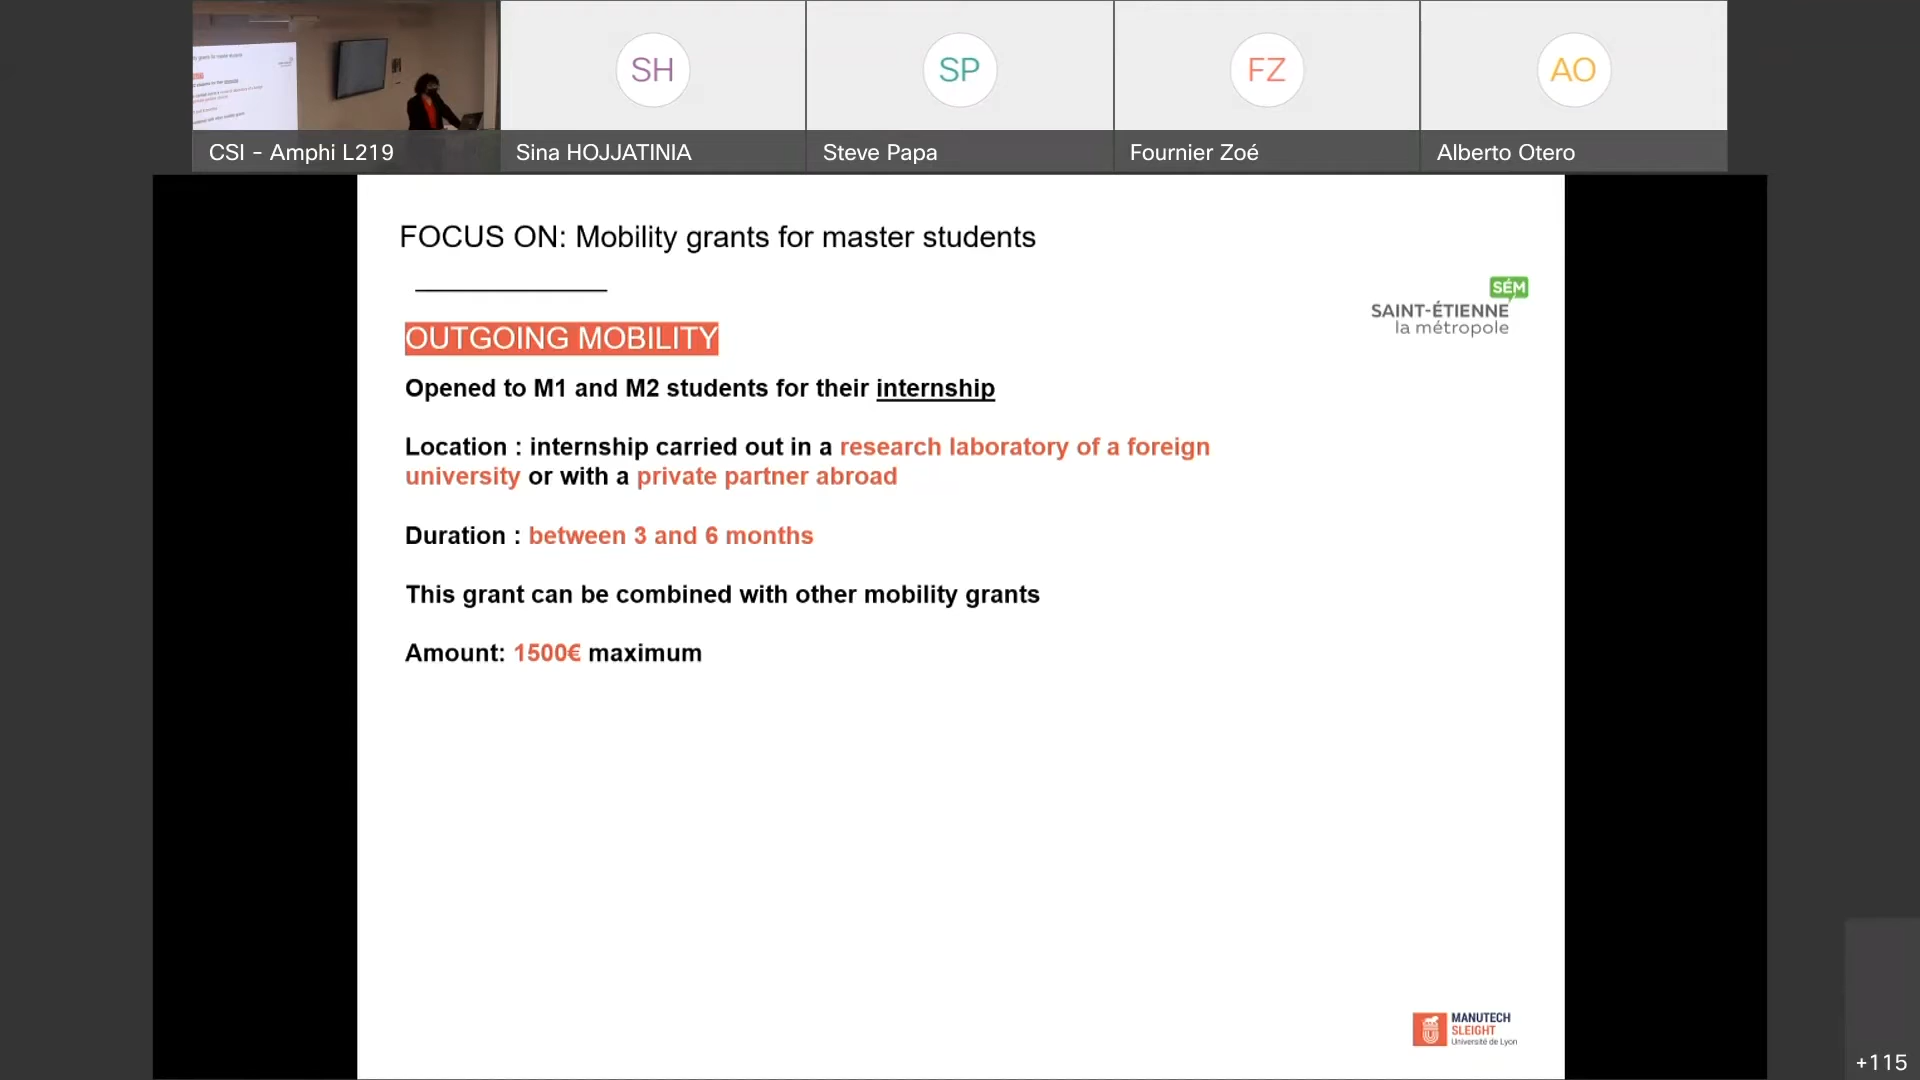 SH
SP
FZ
AO
CSI - Amphi L219
Sina HOJJATINIA
Steve Papa
Fournier Zoé
Alberto Otero
FOCUS ON: Mobility grants for master students
SÉM
SAINT-ÉTIENNE
la métropole
OUTGOING MOBILITY
Opened to M1 and M2 students for their internship
Location : internship carried out in a research laboratory of a foreign
university or with a private partner abroad
Duration : between 3 and 6 months
This grant can be combined with other mobility grants
Amount: 1500€ maximum
MANUTECH
SLEIGHT
Université de Lyon
+115